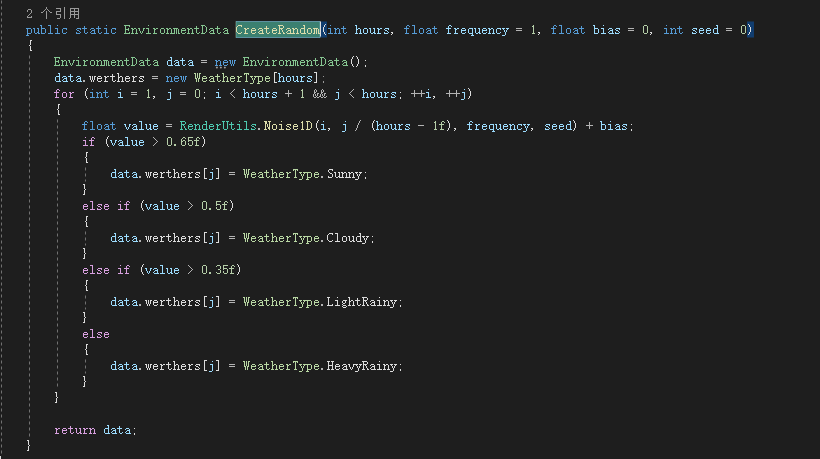 2 个引用
public static EnvironmentData CreateRandom(int hours, float frequency = 1, float bias = 0, int seed = 0)
{
EnvironmentData data = new EnvironmentData();
data.werthers = new WeatherType[hours];
for (int i = 1, j = 0; i < hours + 1 && j < hours; ++i, ++j)
{
float value = RenderUtils.Noise1D(i, j / (hours - 1f), frequency, seed) + bias;
if (value > 0.65f)
{
data.werthers[j] = WeatherType.Sunny;
}
else if (value > 0.5f)
{
data.werthers[j] = WeatherType.Cloudy;
}
else if (value > 0.35f)
{
data.werthers[j] = WeatherType.LightRainy;
}
else
{
data.werthers[j] = WeatherType.HeavyRainy;
}
}
return data;
}